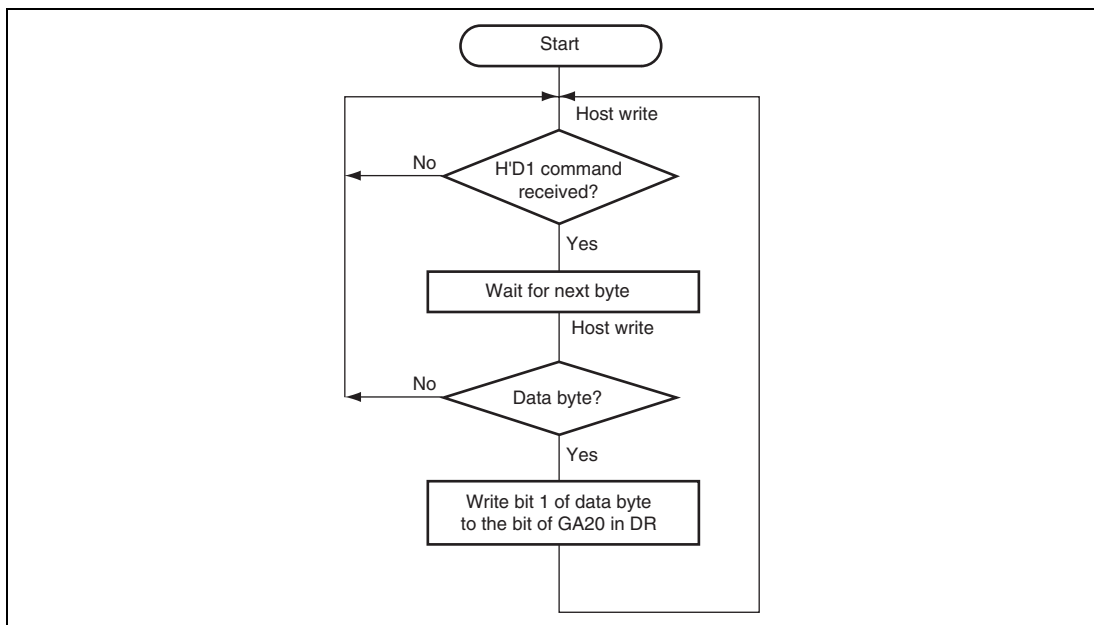 Start
Host write
No
H'D1 command
received?
Yes
Wait for next byte
Host write
No
Data byte?
Yes
Write bit 1 of data byte
to the bit of GA20 in DR